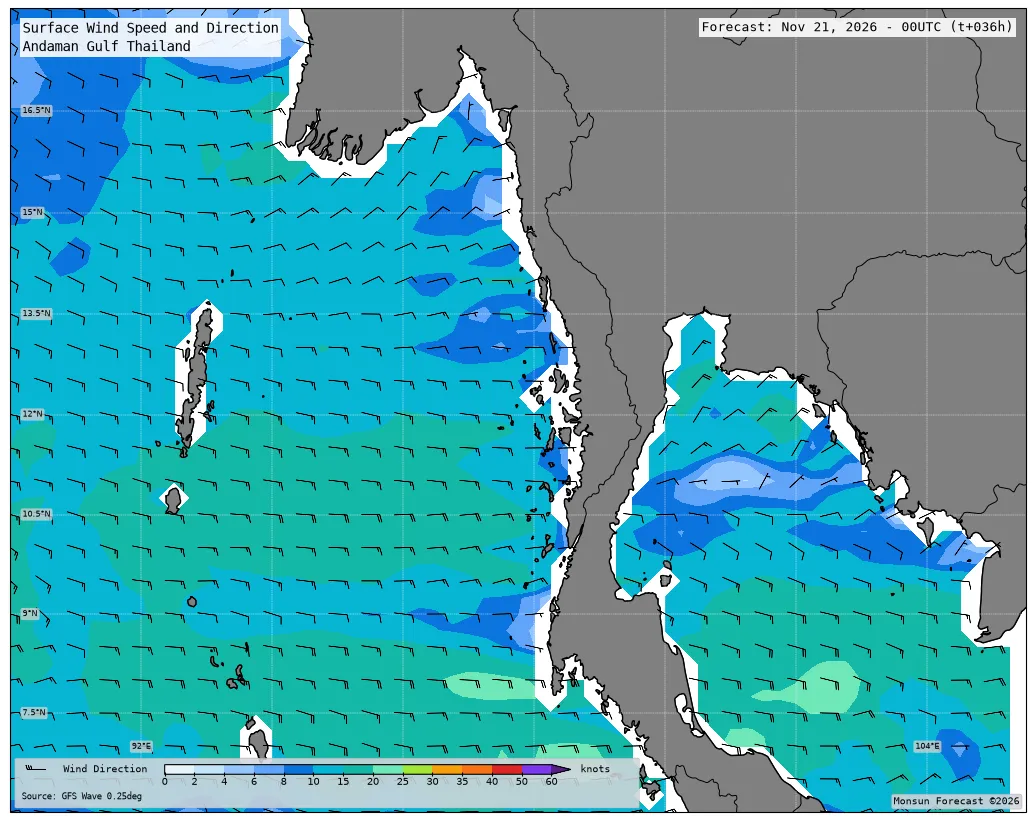 Surface Wind Speed and Direction
Andaman Gulf Thailand
Forecast: Nov 21, 2026 - 00UTC (t+036h)
16.5°N
15°N
13.5°N
12°N
10.5°N
9°N
7.5°N
92°E
104°E
Wind Direction
knots
0 2 4 6 8 10 15 20 25 30 35 40 50 60
Source: GFS Wave 0.25deg
Monsun Forecast ©2026